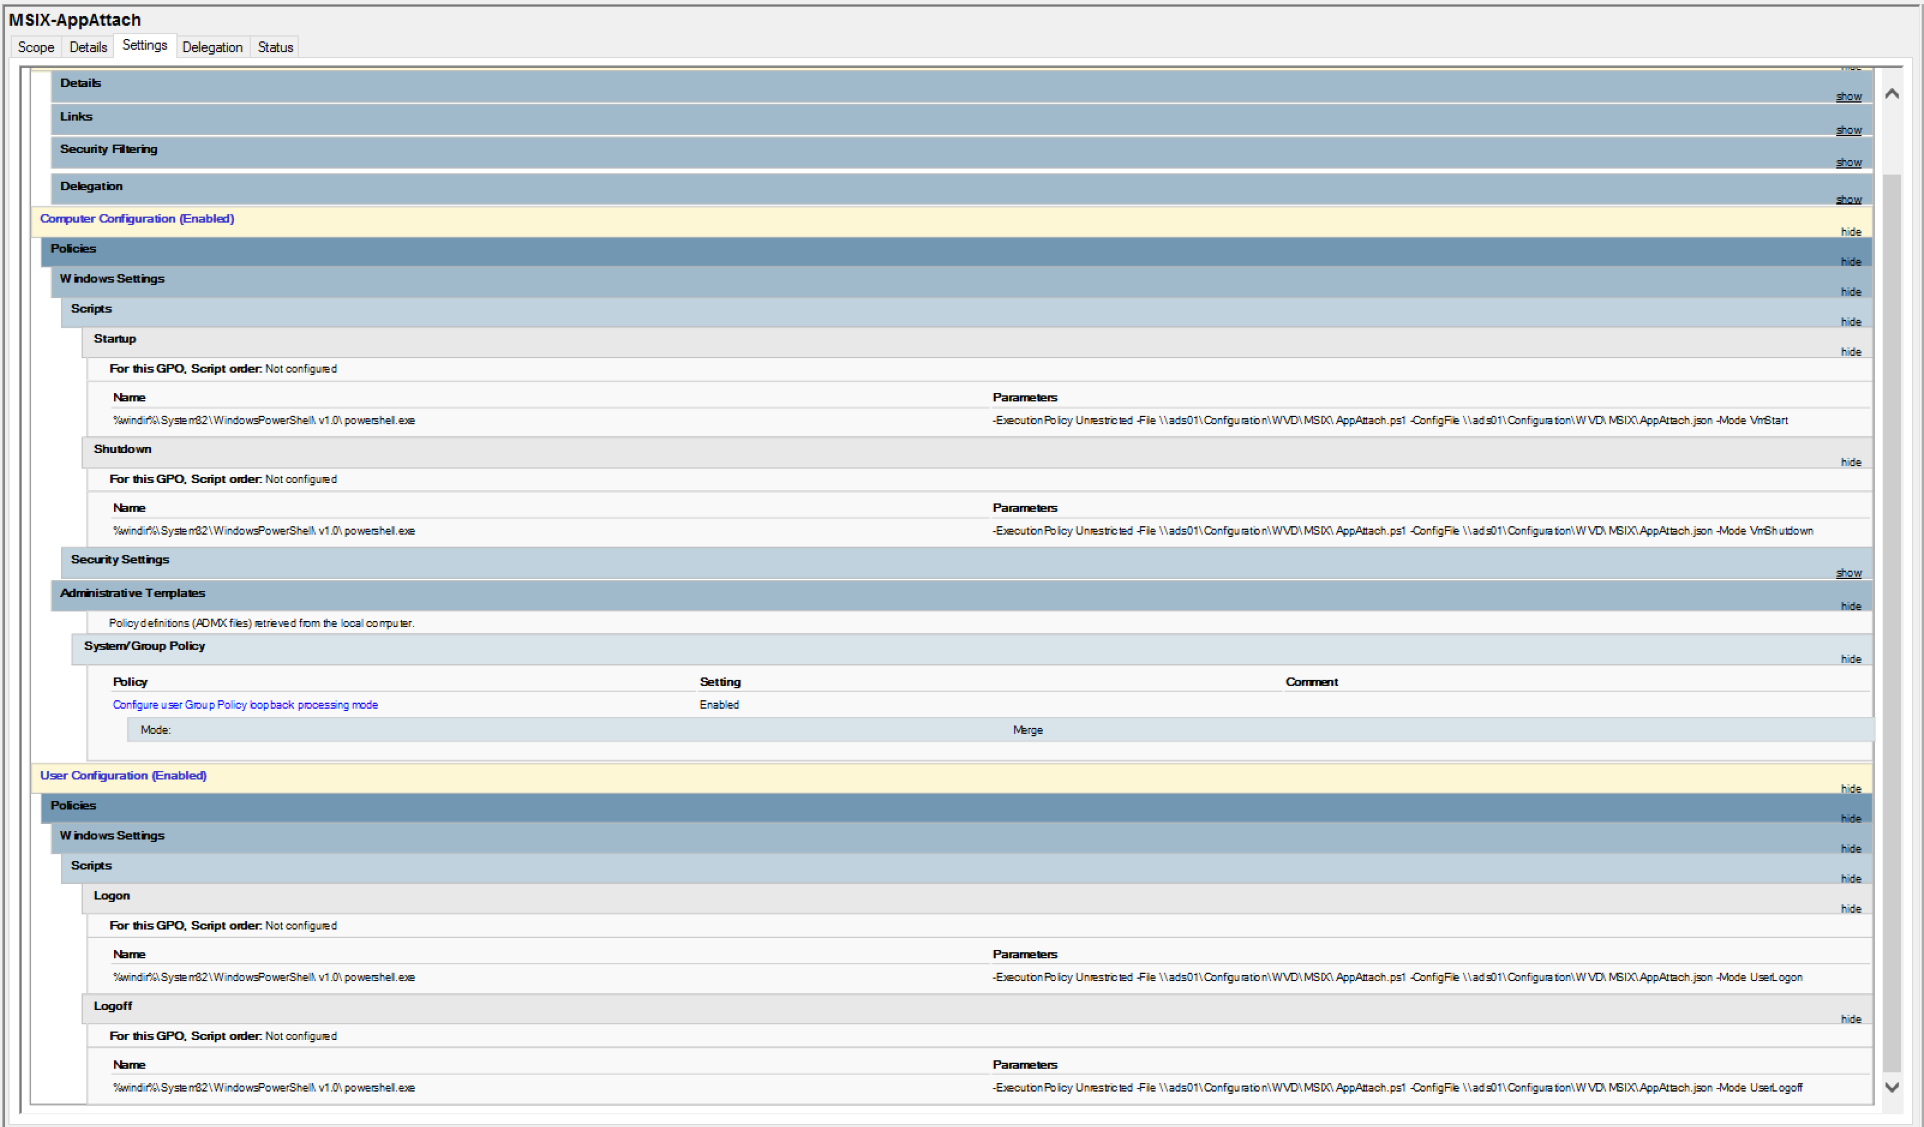 MSIX-AppAttach
Scope Details Settings Delegation Status
Details
show
Links
show
Security Filtering
show
Delegation
show
Computer Configuration (Enabled)
hide
Policies
hide
Windows Settings
hide
Scripts
hide
Startup
hide
For this GPO, Script order: Not configured
Name Parameters
%windir%\System32\WindowsPowerShell\v1.0\powershell.exe -ExecutionPolicy Unrestricted -File \\ads01\Configuration\WVD\MSIX\AppAttach.ps1 -ConfigFile \\ads01\Configuration\WVD\MSIX\AppAttach.json -Mode VmStart
Shutdown
hide
For this GPO, Script order: Not configured
Name Parameters
%windir%\System32\WindowsPowerShell\v1.0\powershell.exe -ExecutionPolicy Unrestricted -File \\ads01\Configuration\WVD\MSIX\AppAttach.ps1 -ConfigFile \\ads01\Configuration\WVD\MSIX\AppAttach.json -Mode VmShutdown
Security Settings
show
Administrative Templates
hide
Policy definitions (ADMX files) retrieved from the local computer.
System/Group Policy
hide
Policy Setting Comment
Configure user Group Policy loopback processing mode Enabled
Mode: Merge
User Configuration (Enabled)
hide
Policies
hide
Windows Settings
hide
Scripts
hide
Logon
hide
For this GPO, Script order: Not configured
Name Parameters
%windir%\System32\WindowsPowerShell\v1.0\powershell.exe -ExecutionPolicy Unrestricted -File \\ads01\Configuration\WVD\MSIX\AppAttach.ps1 -ConfigFile \\ads01\Configuration\WVD\MSIX\AppAttach.json -Mode UserLogon
Logoff
hide
For this GPO, Script order: Not configured
Name Parameters
%windir%\System32\WindowsPowerShell\v1.0\powershell.exe -ExecutionPolicy Unrestricted -File \\ads01\Configuration\WVD\MSIX\AppAttach.ps1 -ConfigFile \\ads01\Configuration\WVD\MSIX\AppAttach.json -Mode UserLogoff